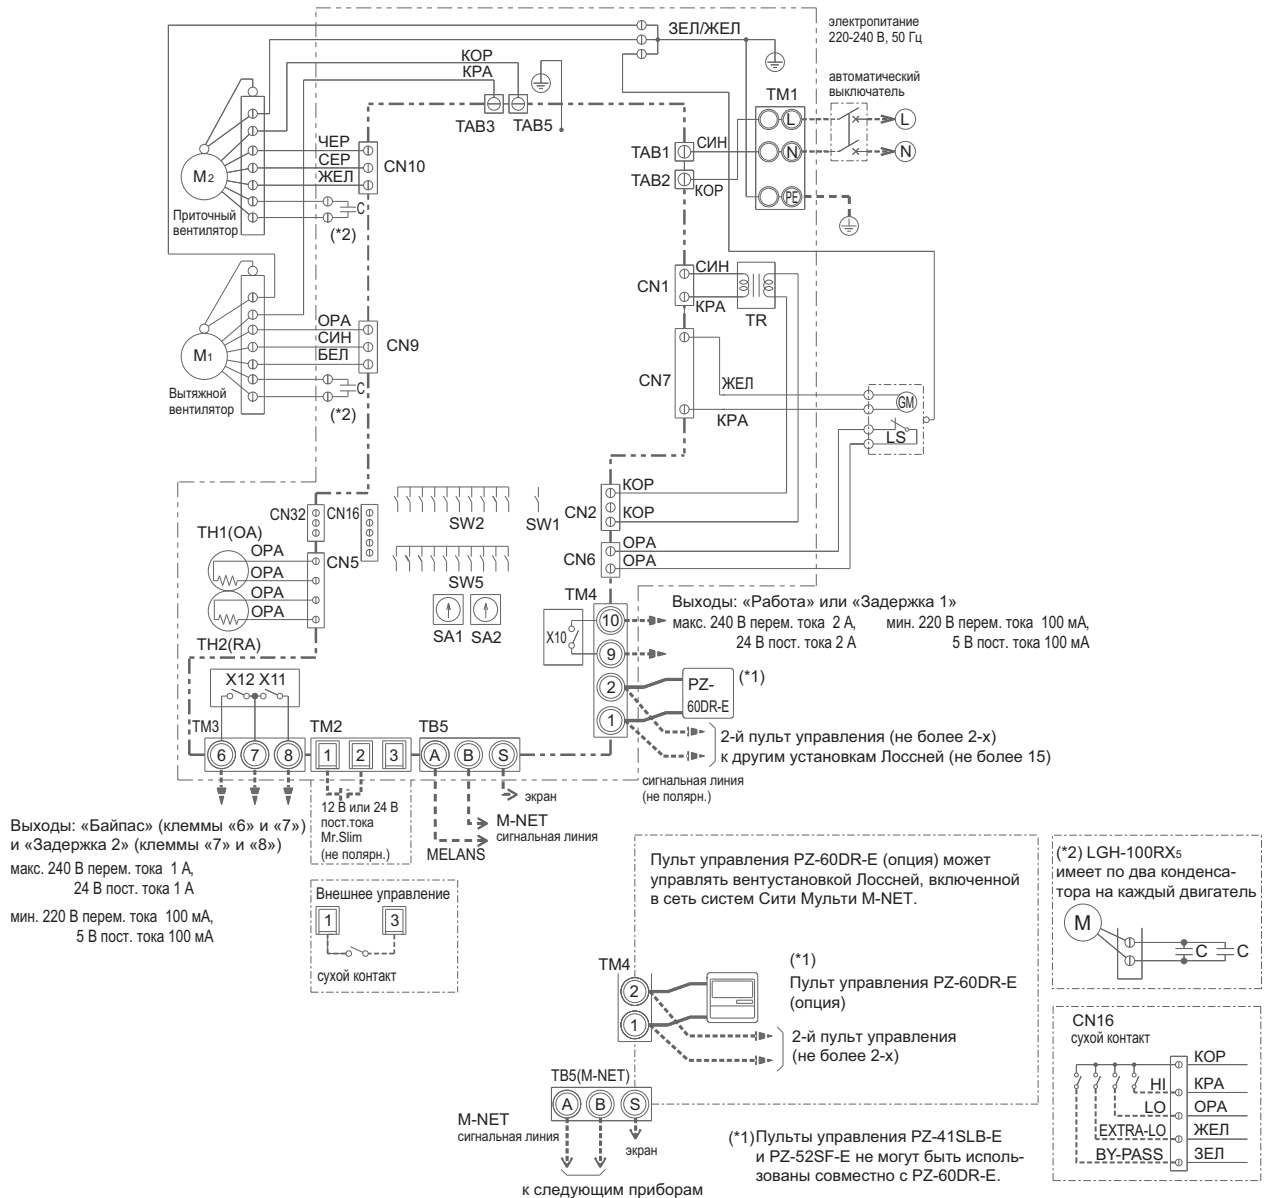 ЗЕЛ/ЖЕЛ
электропитание
220-240 В, 50 Гц
КОР
КРА
автоматический
выключатель
TM1
TAB3
TAB5
L
L
ЧЕР
СЕР
ЖЕЛ
CN10
TAB1
СИН
N
N
TAB2
КОР
M2
PE
C
Приточный
вентилятор
(*2)
СИН
CN1
КРА
TR
ОРА
СИН
БЕЛ
CN9
M1
CN7
ЖЕЛ
GM
C
Вытяжной
вентилятор
(*2)
КРА
LS
КОР
CN2
КОР
CN32
CN16
SW2
SW1
TH1(OA)
ОРА
CN5
ОРА
ОРА
ОРА
CN6
ОРА
ОРА
SW5
SA1
SA2
TH2(RA)
TM4
X10
10
9
2
1
Выходы: «Работа» или «Задержка 1»
макс. 240 В перем. тока 2 А,
24 В пост. тока 2 А
мин. 220 В перем. тока 100 мА,
5 В пост. тока 100 мА
PZ-
60DR-E
(*1)
X12 X11
TM3
6
7
8
TM2
1
2
3
TB5
A
B
S
2-й пульт управления (не более 2-х)
к другим установкам Лоссней (не более 15)
сигнальная линия
(не полярн.)
экран
M-NET
сигнальная линия
MELANS
12 В или 24 В
пост.тока
Mr.Slim
(не полярн.)
Выходы: «Байпас» (клеммы «6» и «7»)
и «Задержка 2» (клеммы «7» и «8»)
макс. 240 В перем. тока 1 А,
24 В пост. тока 1 А
мин. 220 В перем. тока 100 мА,
5 В пост. тока 100 мА
Внешнее управление
1
3
сухой контакт
Пульт управления PZ-60DR-E (опция) может
управлять вентустановкой Лоссней, включенной
в сеть систем Сити Мульти M-NET.
TM4
2
1
(*1)
Пульт управления PZ-60DR-E
(опция)
2-й пульт управления
(не более 2-х)
TB5(M-NET)
A
B
S
M-NET
сигнальная линия
экран
к следующим приборам
(*1) Пульты управления PZ-41SLB-E
и PZ-52SF-E не могут быть исполь-
зованы совместно с PZ-60DR-E.
(*2) LGH-100RX5
имеет по два конденса-
тора на каждый двигатель
M
C
C
CN16
сухой контакт
КОР
HI
КРА
LO
ОРА
EXTRA-LO
ЖЕЛ
BY-PASS
ЗЕЛ